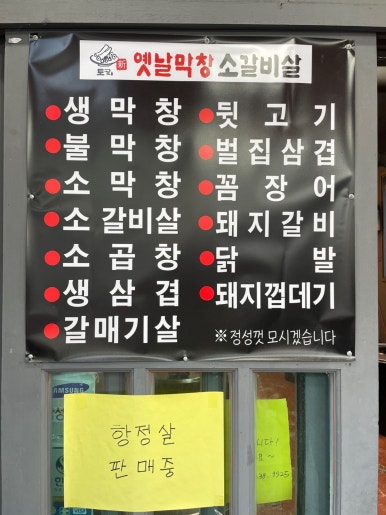 토리 新 옛날막창 소갈비살
생막창
불막창
소막창
소갈비살
소곱창
생삼겹
갈매기살
뒷고기
벌집삼겹
꼼장어
돼지갈비
닭발
돼지껍데기
※ 정성껏 모시겠습니다
SAMSUNG
항정살
판매중